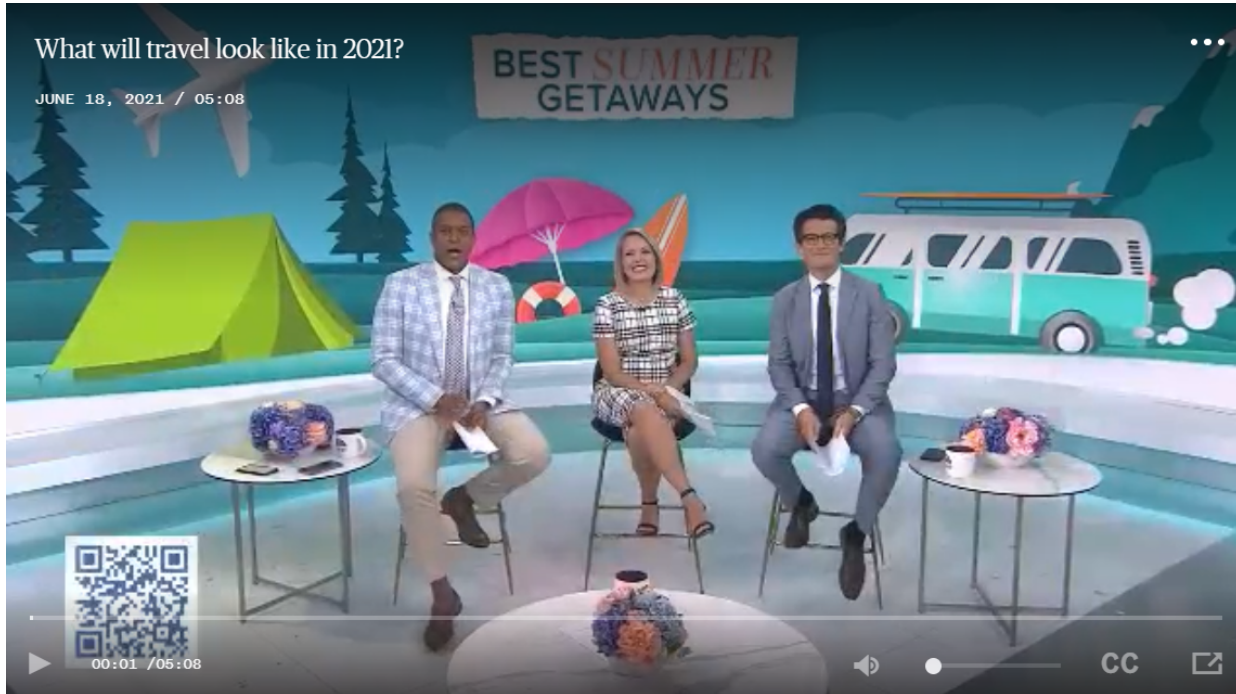 What will travel look like in 2021?
JUNE 18, 2021 / 05:08
BEST SUMMER
GETAWAYS
00:01 /05:08
CC